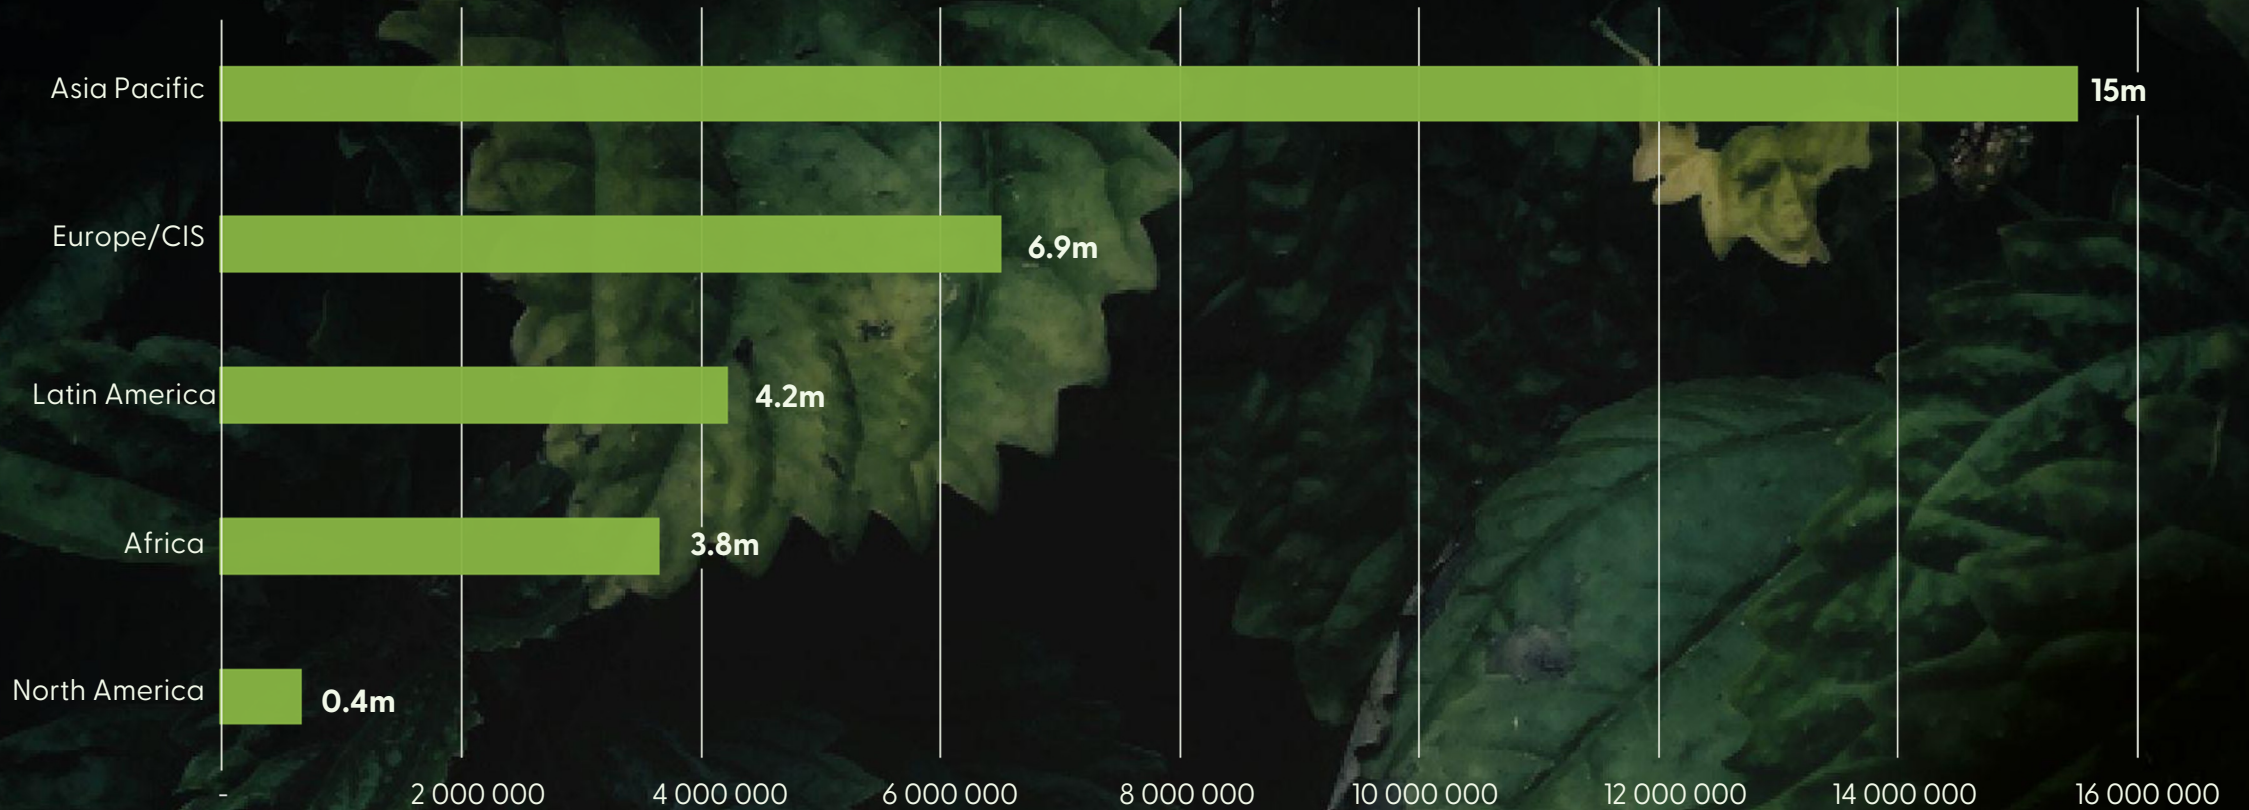 Asia Pacific 15m
Europe/CIS 6.9m
Latin America 4.2m
Africa 3.8m
North America 0.4m
- 2 000 000 4 000 000 6 000 000 8 000 000 10 000 000 12 000 000 14 000 000 16 000 000